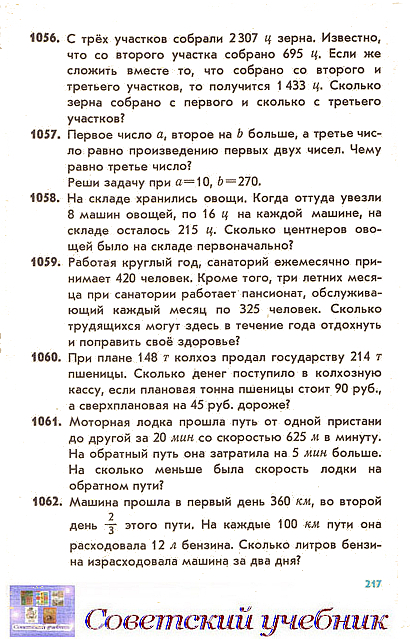 1056. С трёх участков собрали 2307 ц зерна. Известно,
что со второго участка собрано 695 ц. Если же
сложить вместе то, что собрано со второго и
третьего участков, то получится 1433 ц. Сколько
зерна собрано с первого и сколько с третьего
участков?
1057. Первое число a, второе на b больше, а третье чис-
ло равно произведению первых двух чисел. Чему
равно третье число?
Реши задачу при a=10, b=270.
1058. На складе хранились овощи. Когда оттуда увезли
8 машин овощей, по 16 ц на каждой машине, на
складе осталось 215 ц. Сколько центнеров ово-
щей было на складе первоначально?
1059. Работая круглый год, санаторий ежемесячно при-
нимает 420 человек. Кроме того, три летних меся-
ца при санатории работает пансионат, обслужива-
ющий каждый месяц по 325 человек. Сколько
трудящихся могут здесь в течение года отдохнуть
и поправить своё здоровье?
1060. При плане 148 т колхоз продал государству 214 т
пшеницы. Сколько денег поступило в колхозную
кассу, если плановая тонна пшеницы стоит 90 руб.,
а сверхплановая на 45 руб. дороже?
1061. Моторная лодка прошла путь от одной пристани
до другой за 20 мин со скоростью 625 м в минуту.
На обратный путь она затратила на 5 мин больше.
На сколько меньше была скорость лодки на
обратном пути?
1062. Машина прошла в первый день 360 км, во второй
день 2/3 этого пути. На каждые 100 км пути она
расходовала 12 л бензина. Сколько литров бензи-
на израсходовала машина за два дня?
217
Советский учебник
Советский учебник